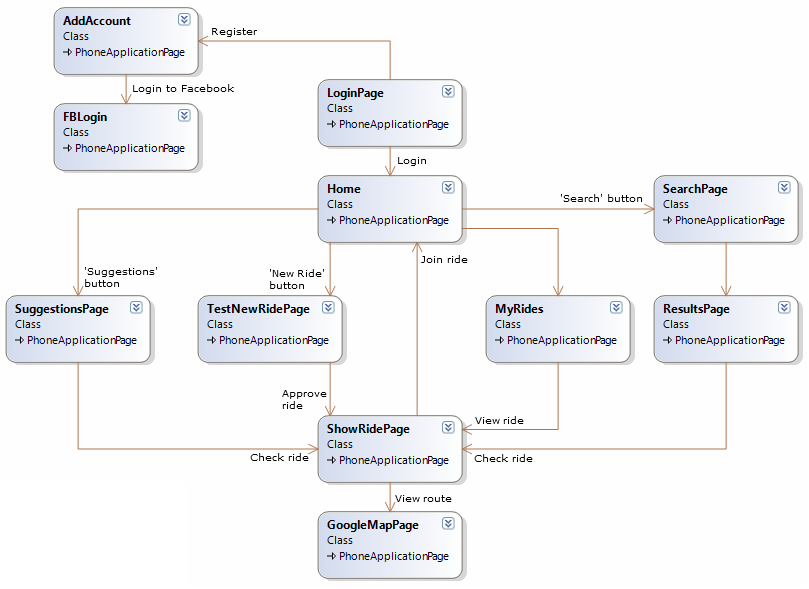 AddAccount
Class
PhoneApplicationPage
Register
Login to Facebook
LoginPage
Class
PhoneApplicationPage
FBLogin
Class
PhoneApplicationPage
Login
Home
Class
PhoneApplicationPage
'Search' button
SearchPage
Class
PhoneApplicationPage
'Suggestions'
button
'New Ride'
button
Join ride
SuggestionsPage
Class
PhoneApplicationPage
TestNewRidePage
Class
PhoneApplicationPage
MyRides
Class
PhoneApplicationPage
ResultsPage
Class
PhoneApplicationPage
Approve
ride
View ride
Check ride
ShowRidePage
Class
PhoneApplicationPage
Check ride
View route
GoogleMapPage
Class
PhoneApplicationPage